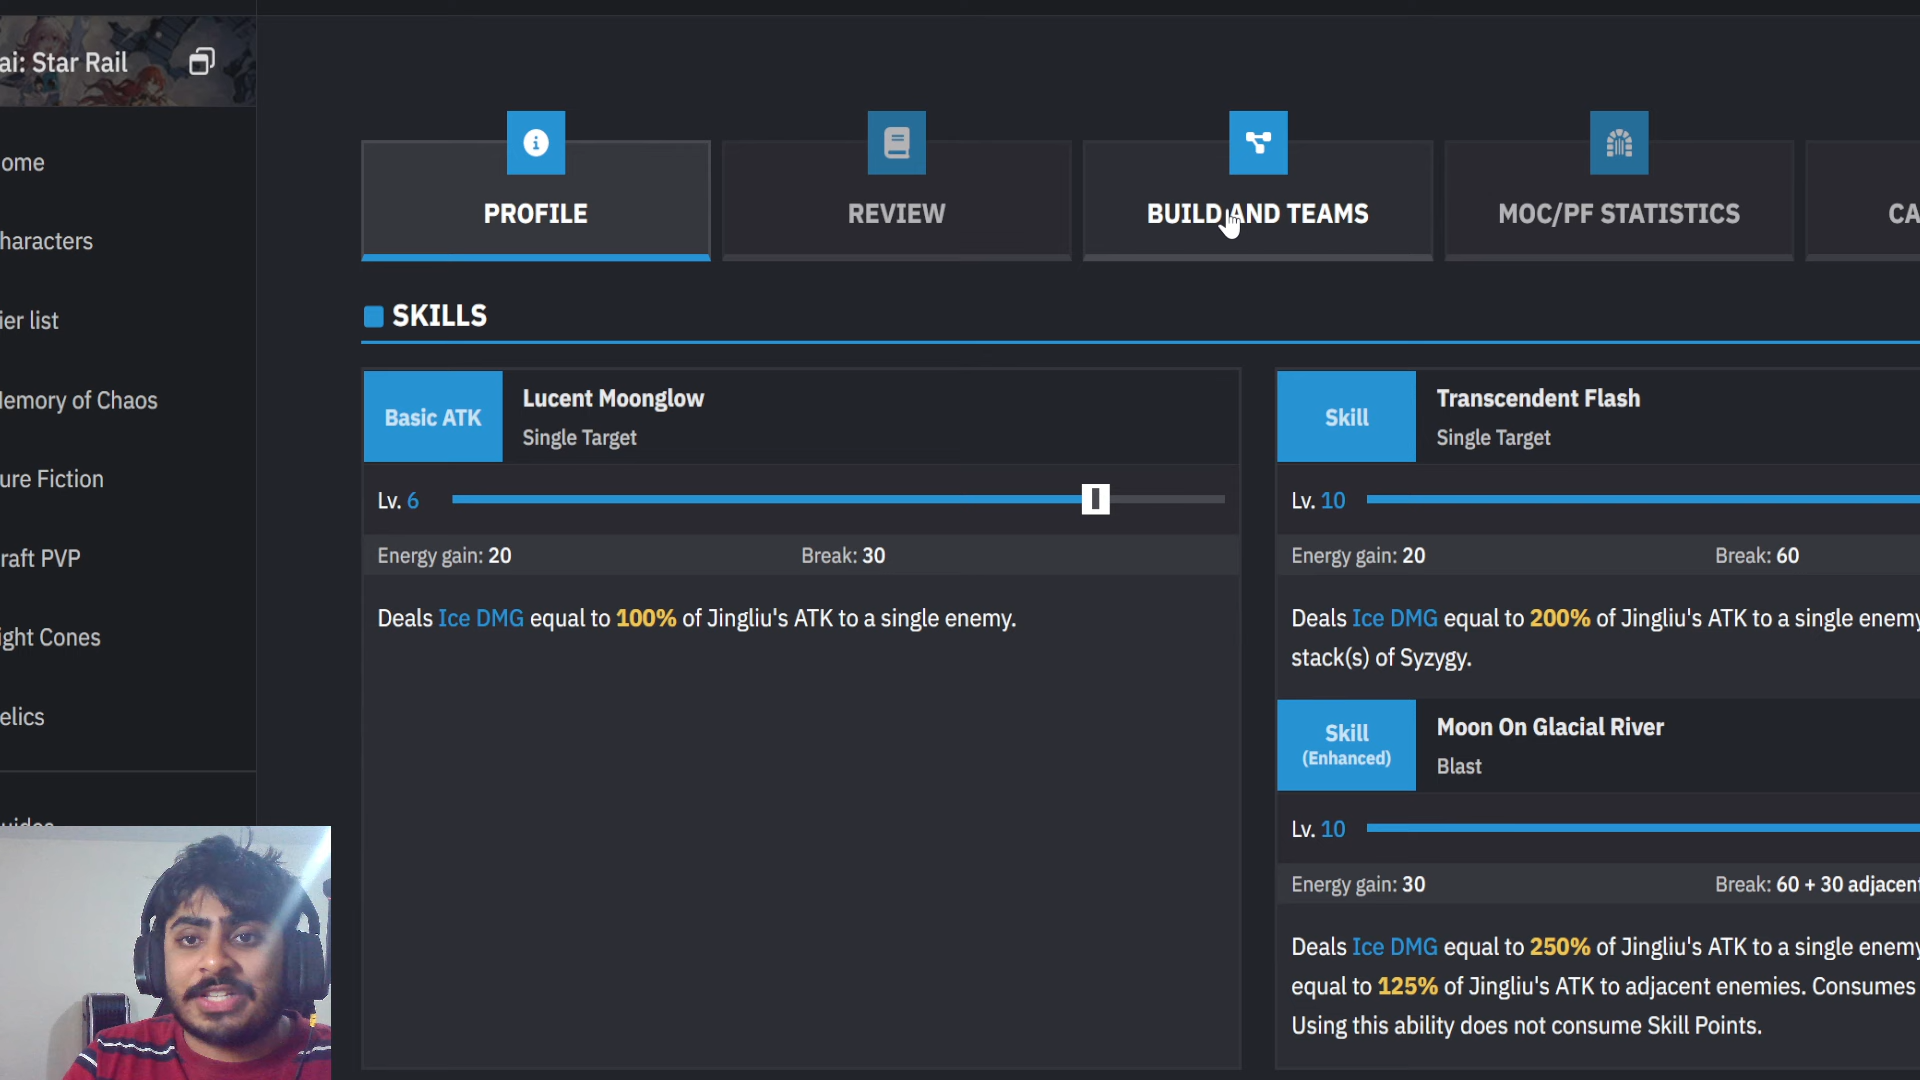 ai: Star Rail
ome
haracters
ier list
emory of Chaos
ure Fiction
raft PVP
ight Cones
elics
PROFILE
REVIEW
BUILD AND TEAMS
MOC/PF STATISTICS
CA
SKILLS
Basic ATK
Lucent Moonglow
Single Target
Lv. 6
Energy gain: 20
Break: 30
Deals Ice DMG equal to 100% of Jingliu's ATK to a single enemy.
Skill
Transcendent Flash
Single Target
Lv. 10
Energy gain: 20
Break: 60
Deals Ice DMG equal to 200% of Jingliu's ATK to a single enemy
stack(s) of Syzygy.
Skill
(Enhanced)
Moon On Glacial River
Blast
Lv. 10
Energy gain: 30
Break: 60 + 30 adjacent
Deals Ice DMG equal to 250% of Jingliu's ATK to a single enemy
equal to 125% of Jingliu's ATK to adjacent enemies. Consumes
Using this ability does not consume Skill Points.